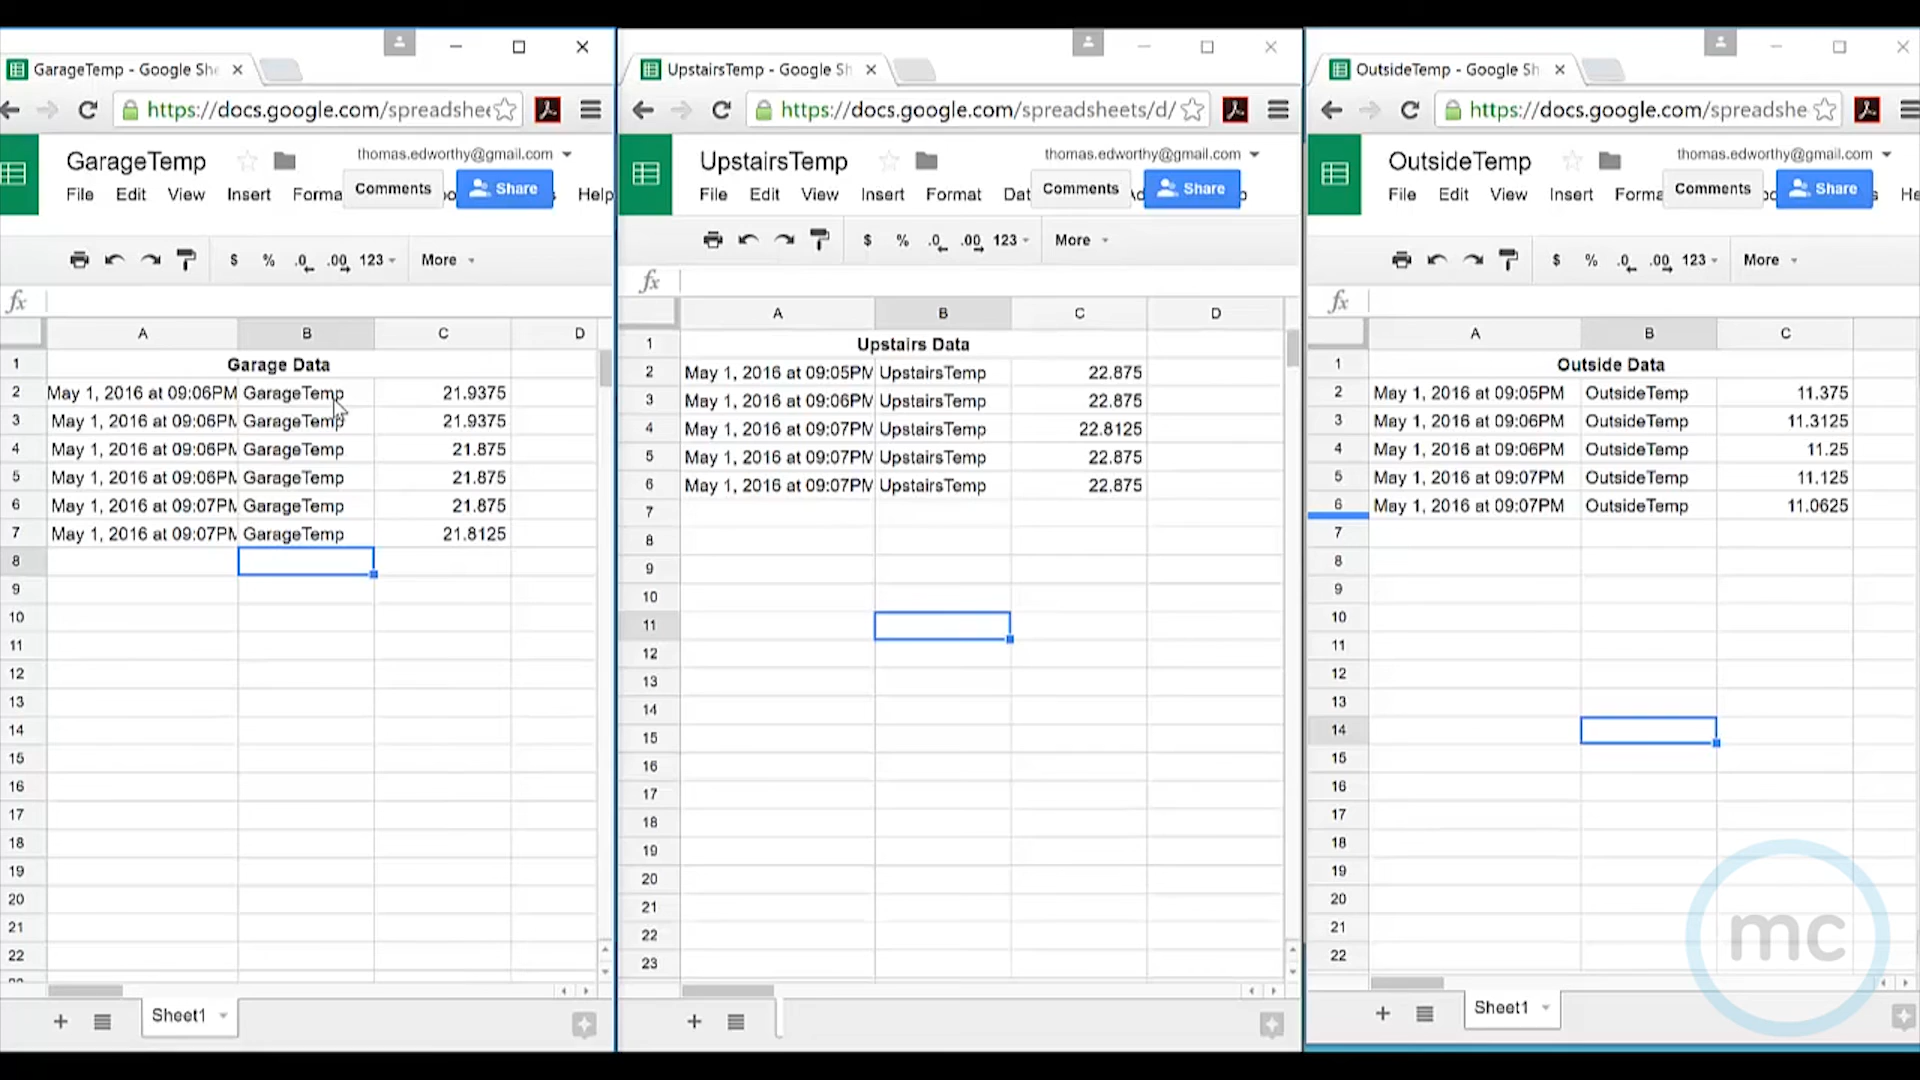 GarageTemp - Google She
https://docs.google.com/spreadshee
GarageTemp
thomas.edworthy@gmail.com
File Edit View Insert Forma Comments Share Help
$ % .0 .00 123 More
fx
A B C D
1 Garage Data
2 May 1, 2016 at 09:06PM GarageTemp 21.9375
3 May 1, 2016 at 09:06PM GarageTemp 21.9375
4 May 1, 2016 at 09:06PM GarageTemp 21.875
5 May 1, 2016 at 09:06PM GarageTemp 21.875
6 May 1, 2016 at 09:07PM GarageTemp 21.875
7 May 1, 2016 at 09:07PM GarageTemp 21.8125
8
9
10
11
12
13
14
15
16
17
18
19
20
21
22
Sheet1
UpstairsTemp - Google Sh
https://docs.google.com/spreadsheets/d/
UpstairsTemp
thomas.edworthy@gmail.com
File Edit View Insert Format Dat Comments Share
$ % .0 .00 123 More
fx
A B C D
1 Upstairs Data
2 May 1, 2016 at 09:05PM UpstairsTemp 22.875
3 May 1, 2016 at 09:06PM UpstairsTemp 22.875
4 May 1, 2016 at 09:07PM UpstairsTemp 22.8125
5 May 1, 2016 at 09:07PM UpstairsTemp 22.875
6 May 1, 2016 at 09:07PM UpstairsTemp 22.875
7
8
9
10
11
12
13
14
15
16
17
18
19
20
21
22
23
OutsideTemp - Google Sh
https://docs.google.com/spreadshe
OutsideTemp
thomas.edworthy@gmail.com
File Edit View Insert Forma Comments Share He
$ % .0 .00 123 More
fx
A B C
1 Outside Data
2 May 1, 2016 at 09:05PM OutsideTemp 11.375
3 May 1, 2016 at 09:06PM OutsideTemp 11.3125
4 May 1, 2016 at 09:06PM OutsideTemp 11.25
5 May 1, 2016 at 09:07PM OutsideTemp 11.125
6 May 1, 2016 at 09:07PM OutsideTemp 11.0625
7
8
9
10
11
12
13
14
15
16
17
18
19
20
21
22
Sheet1
mc